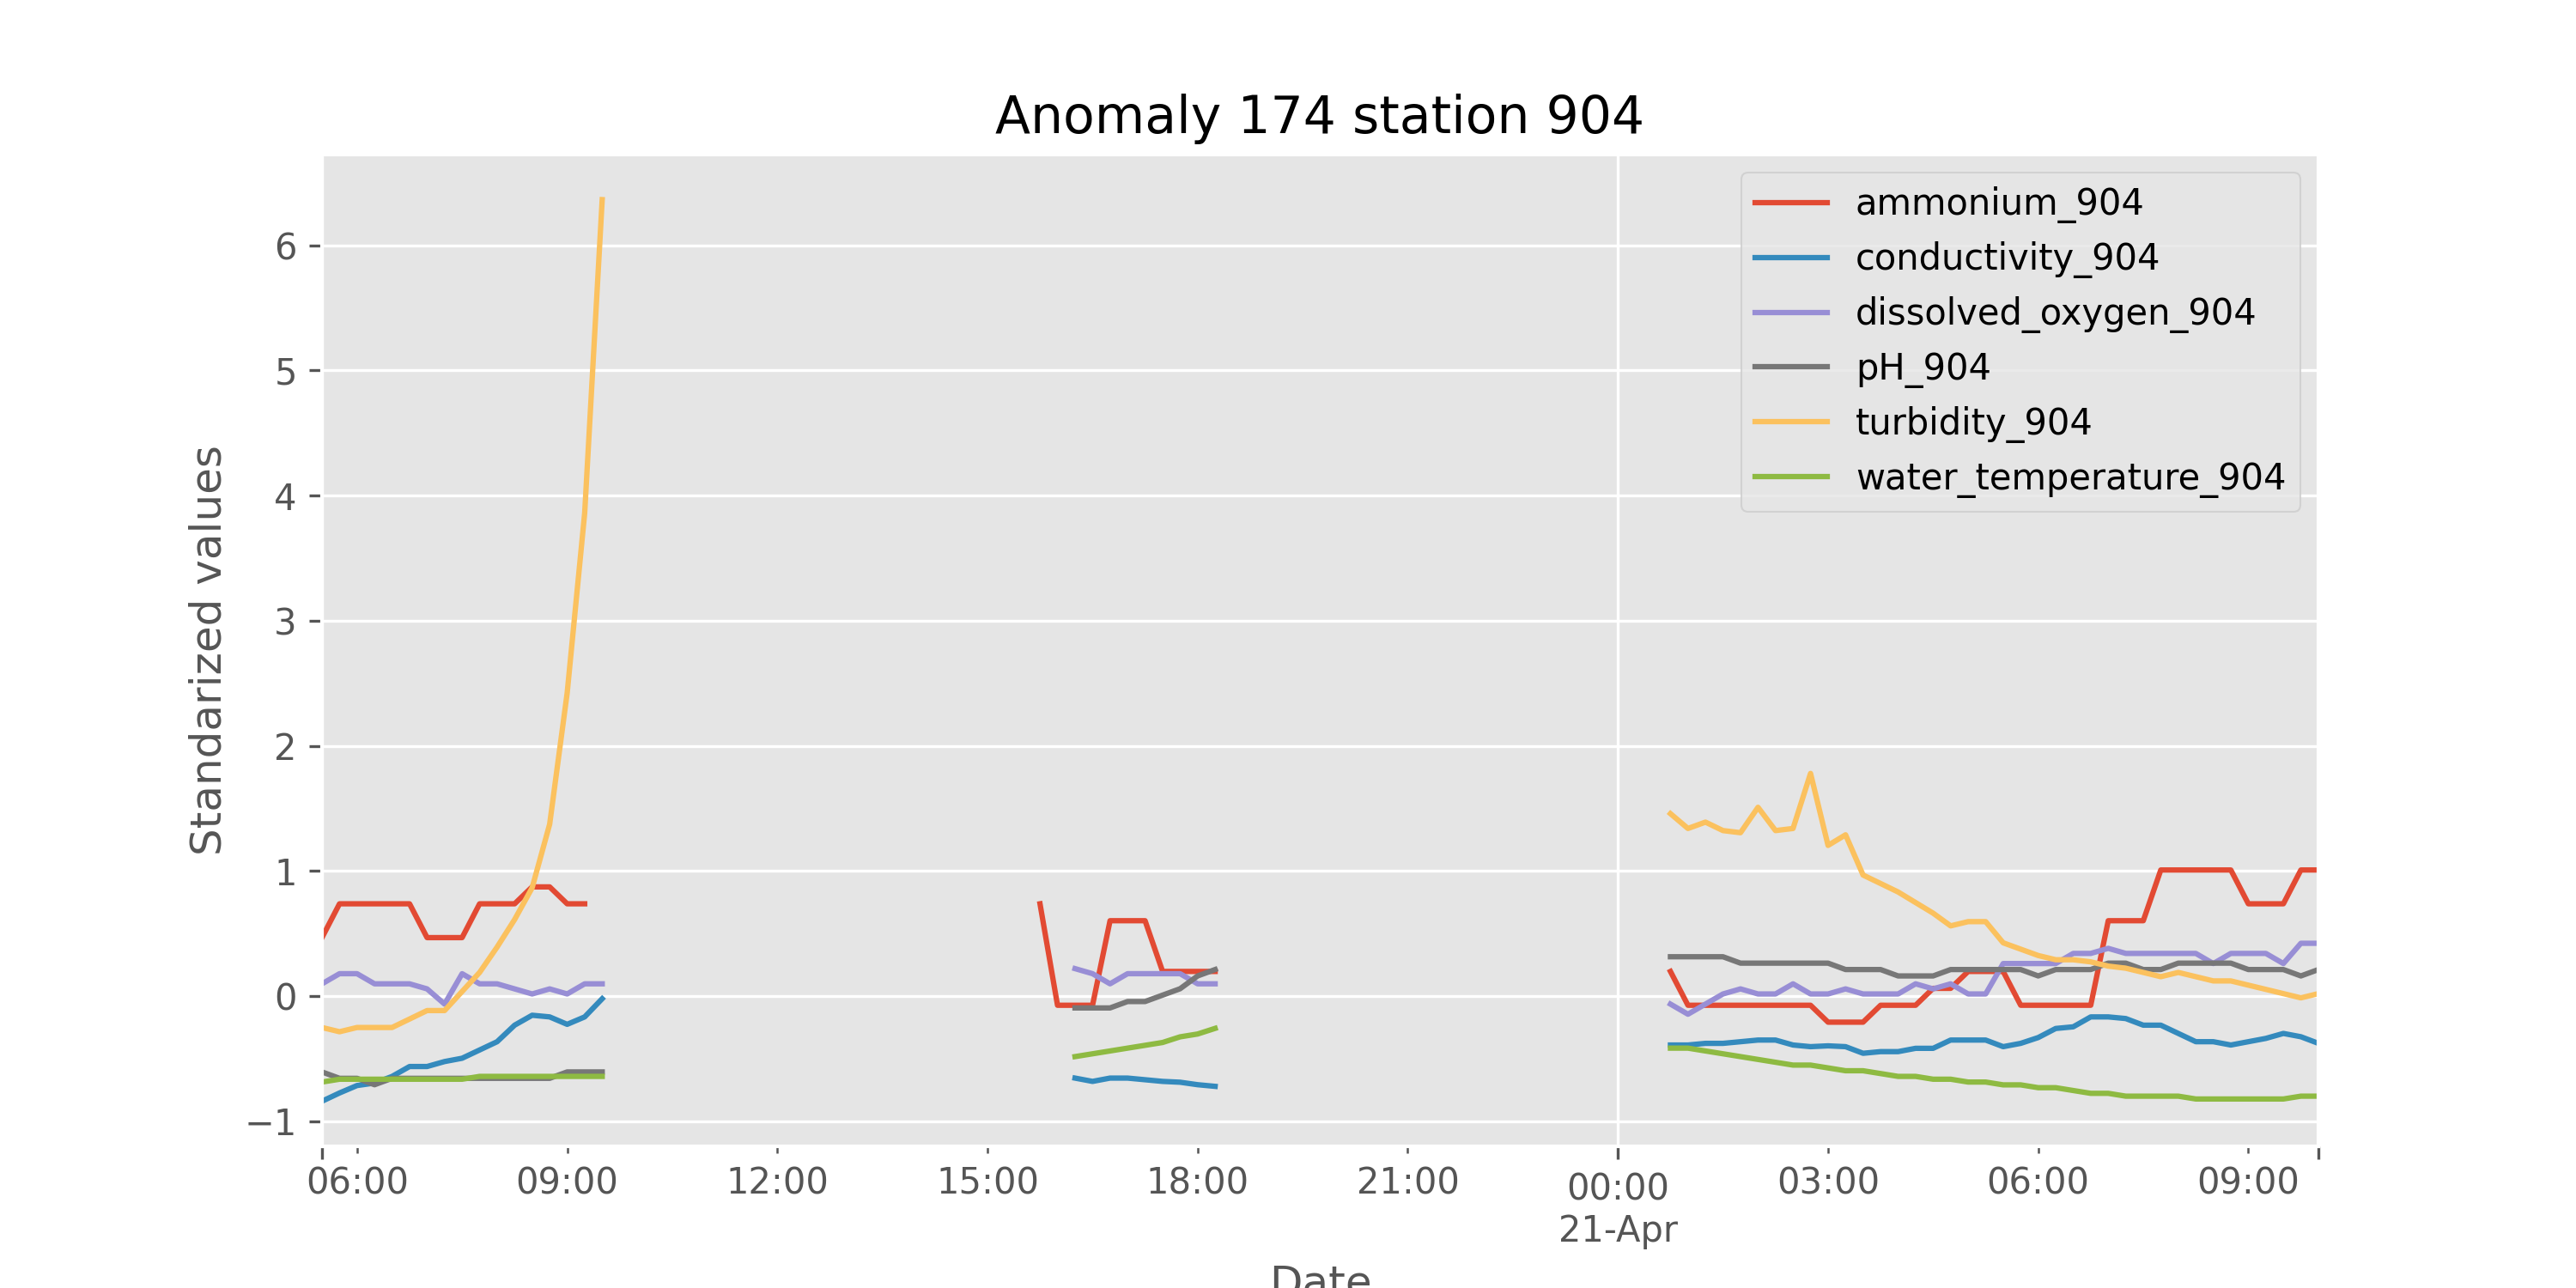 Anomaly 174 station 904
Standarized values
6
5
4
3
2
1
0
−1
ammonium_904
conductivity_904
dissolved_oxygen_904
pH_904
turbidity_904
water_temperature_904
06:00 09:00 12:00 15:00 18:00 21:00 00:00 03:00 06:00 09:00
21-Apr
Date